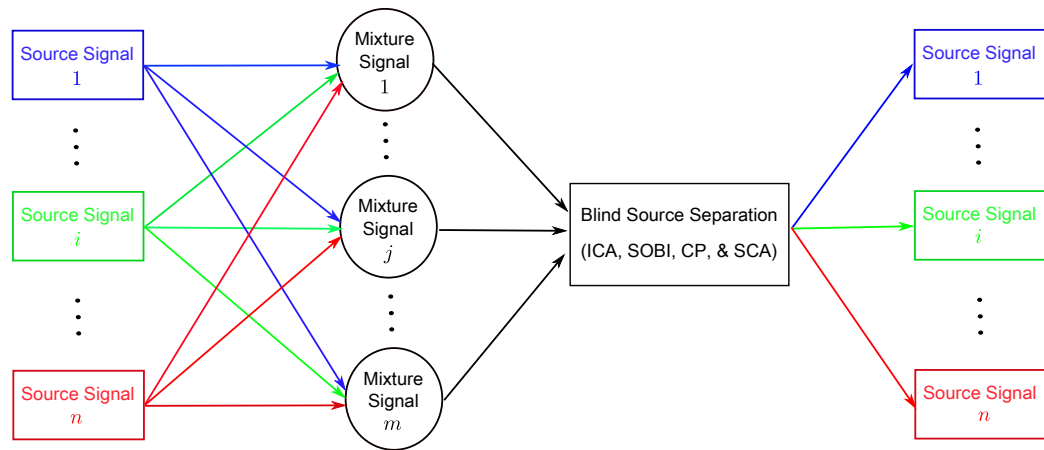 Source Signal
1
Source Signal
i
Source Signal
n
Mixture
Signal
1
Mixture
Signal
j
Mixture
Signal
m
Blind Source Separation
(ICA, SOBI, CP, & SCA)
Source Signal
1
Source Signal
i
Source Signal
n